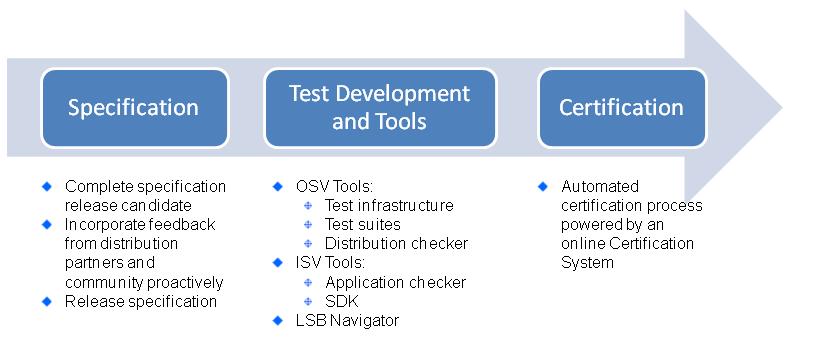 Specification
Test Development
and Tools
Certification
Complete specification
release candidate
Incorporate feedback
from distribution
partners and
community proactively
Release specification
OSV Tools:
Test infrastructure
Test suites
Distribution checker
ISV Tools:
Application checker
SDK
LSB Navigator
Automated
certification process
powered by an
online Certification
System